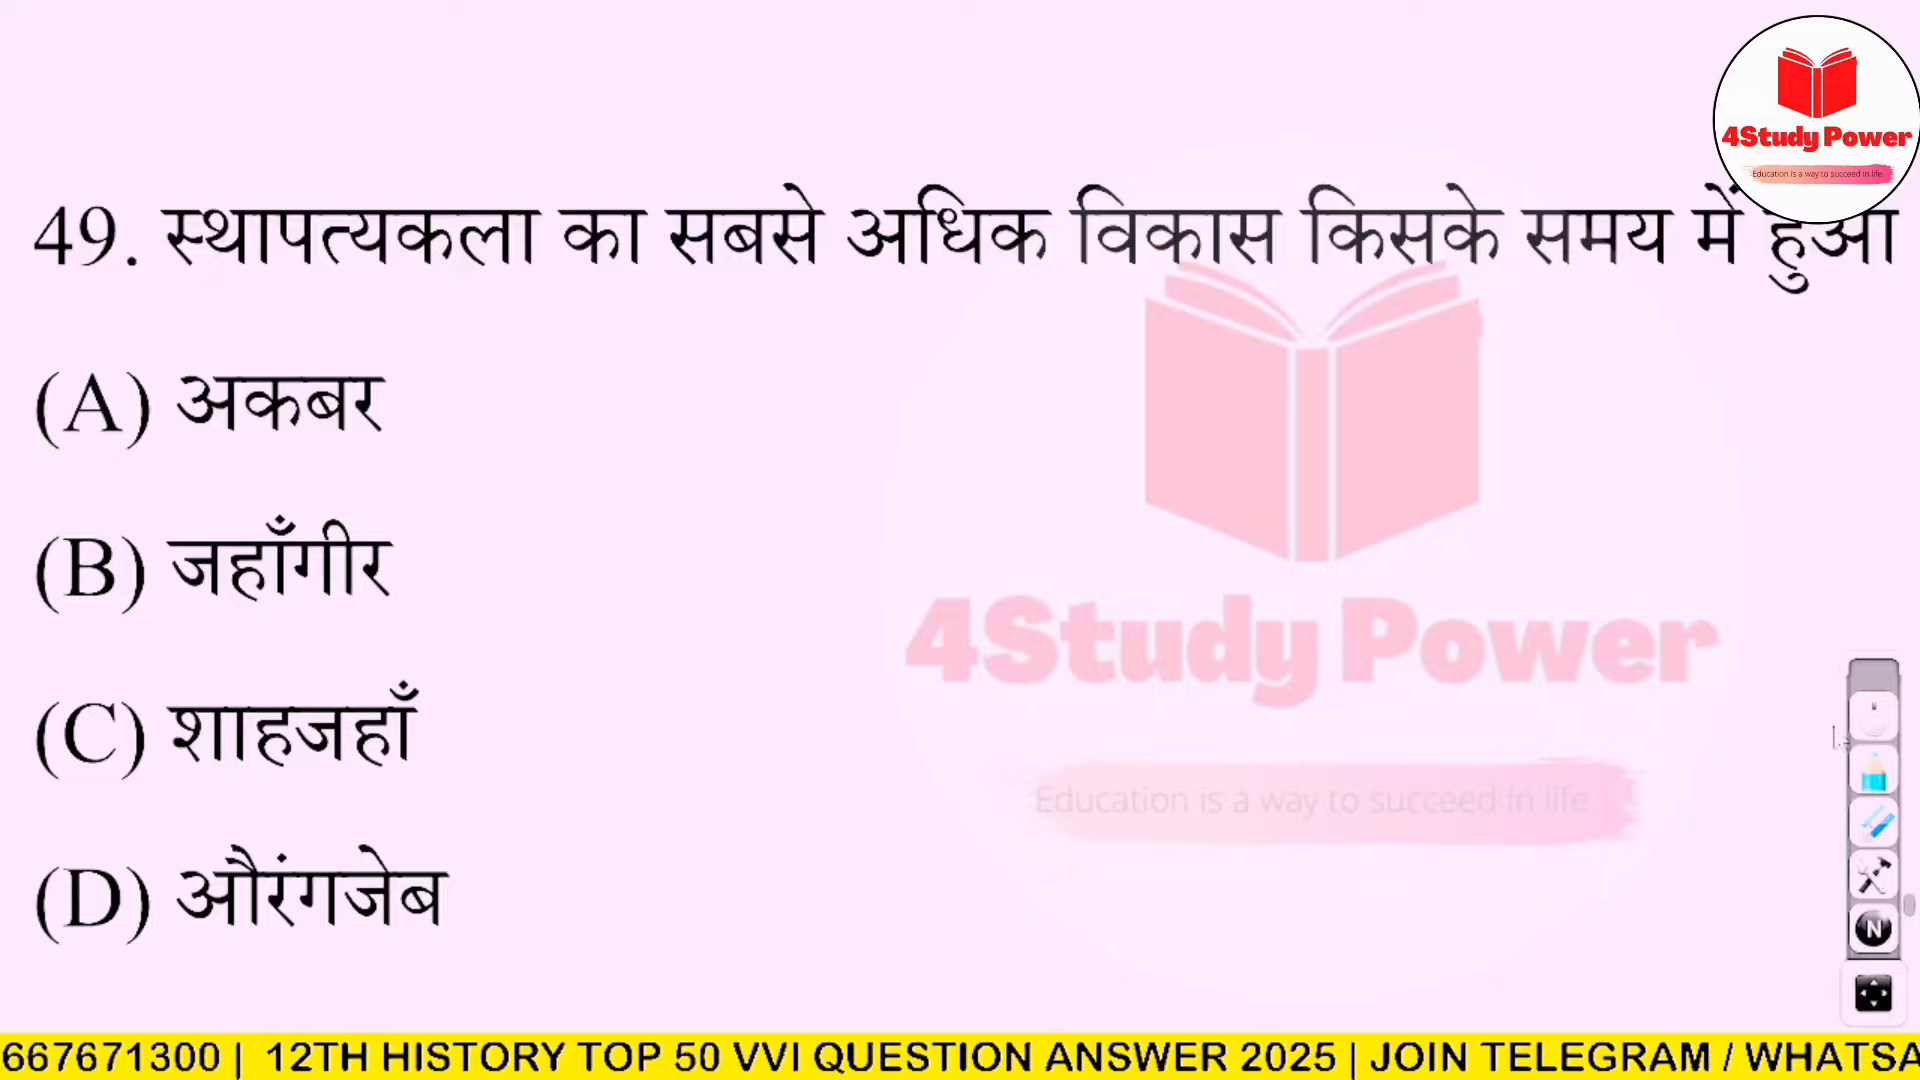 4Study Power
Education is a way to succeed in life
49. स्थापत्यकला का सबसे अधिक विकास किसके समय में हुआ
(A) अकबर
(B) जहाँगीर
(C) शाहजहाँ
(D) औरंगजेब
4Study Power
Education is a way to succeed in life
N
667671300 | 12TH HISTORY TOP 50 VVI QUESTION ANSWER 2025 | JOIN TELEGRAM / WHATSA